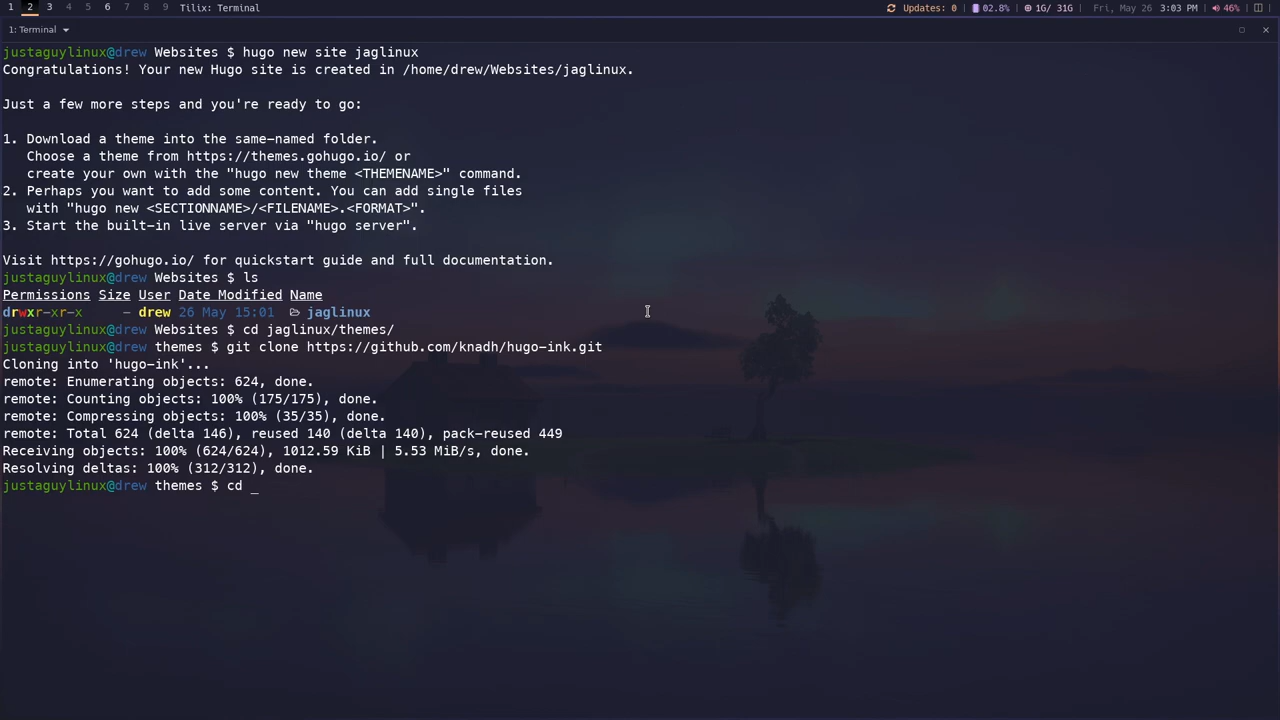 1 2 3 4 5 6 7 8 9 Tilix: Terminal Updates: 0 02.8% 1G/ 31G Fri, May 26 3:03 PM 46%
1: Terminal
justaguylinux@drew Websites $ hugo new site jaglinux
Congratulations! Your new Hugo site is created in /home/drew/Websites/jaglinux.
Just a few more steps and you're ready to go:
1. Download a theme into the same-named folder.
Choose a theme from https://themes.gohugo.io/ or
create your own with the "hugo new theme <THEMENAME>" command.
2. Perhaps you want to add some content. You can add single files
with "hugo new <SECTIONNAME>/<FILENAME>.<FORMAT>".
3. Start the built-in live server via "hugo server".
Visit https://gohugo.io/ for quickstart guide and full documentation.
justaguylinux@drew Websites $ ls
Permissions Size User Date Modified Name
drwxr-xr-x - drew 26 May 15:01 jaglinux
justaguylinux@drew Websites $ cd jaglinux/themes/
justaguylinux@drew themes $ git clone https://github.com/knadh/hugo-ink.git
Cloning into 'hugo-ink'...
remote: Enumerating objects: 624, done.
remote: Counting objects: 100% (175/175), done.
remote: Compressing objects: 100% (35/35), done.
remote: Total 624 (delta 146), reused 140 (delta 140), pack-reused 449
Receiving objects: 100% (624/624), 1012.59 KiB | 5.53 MiB/s, done.
Resolving deltas: 100% (312/312), done.
justaguylinux@drew themes $ cd _